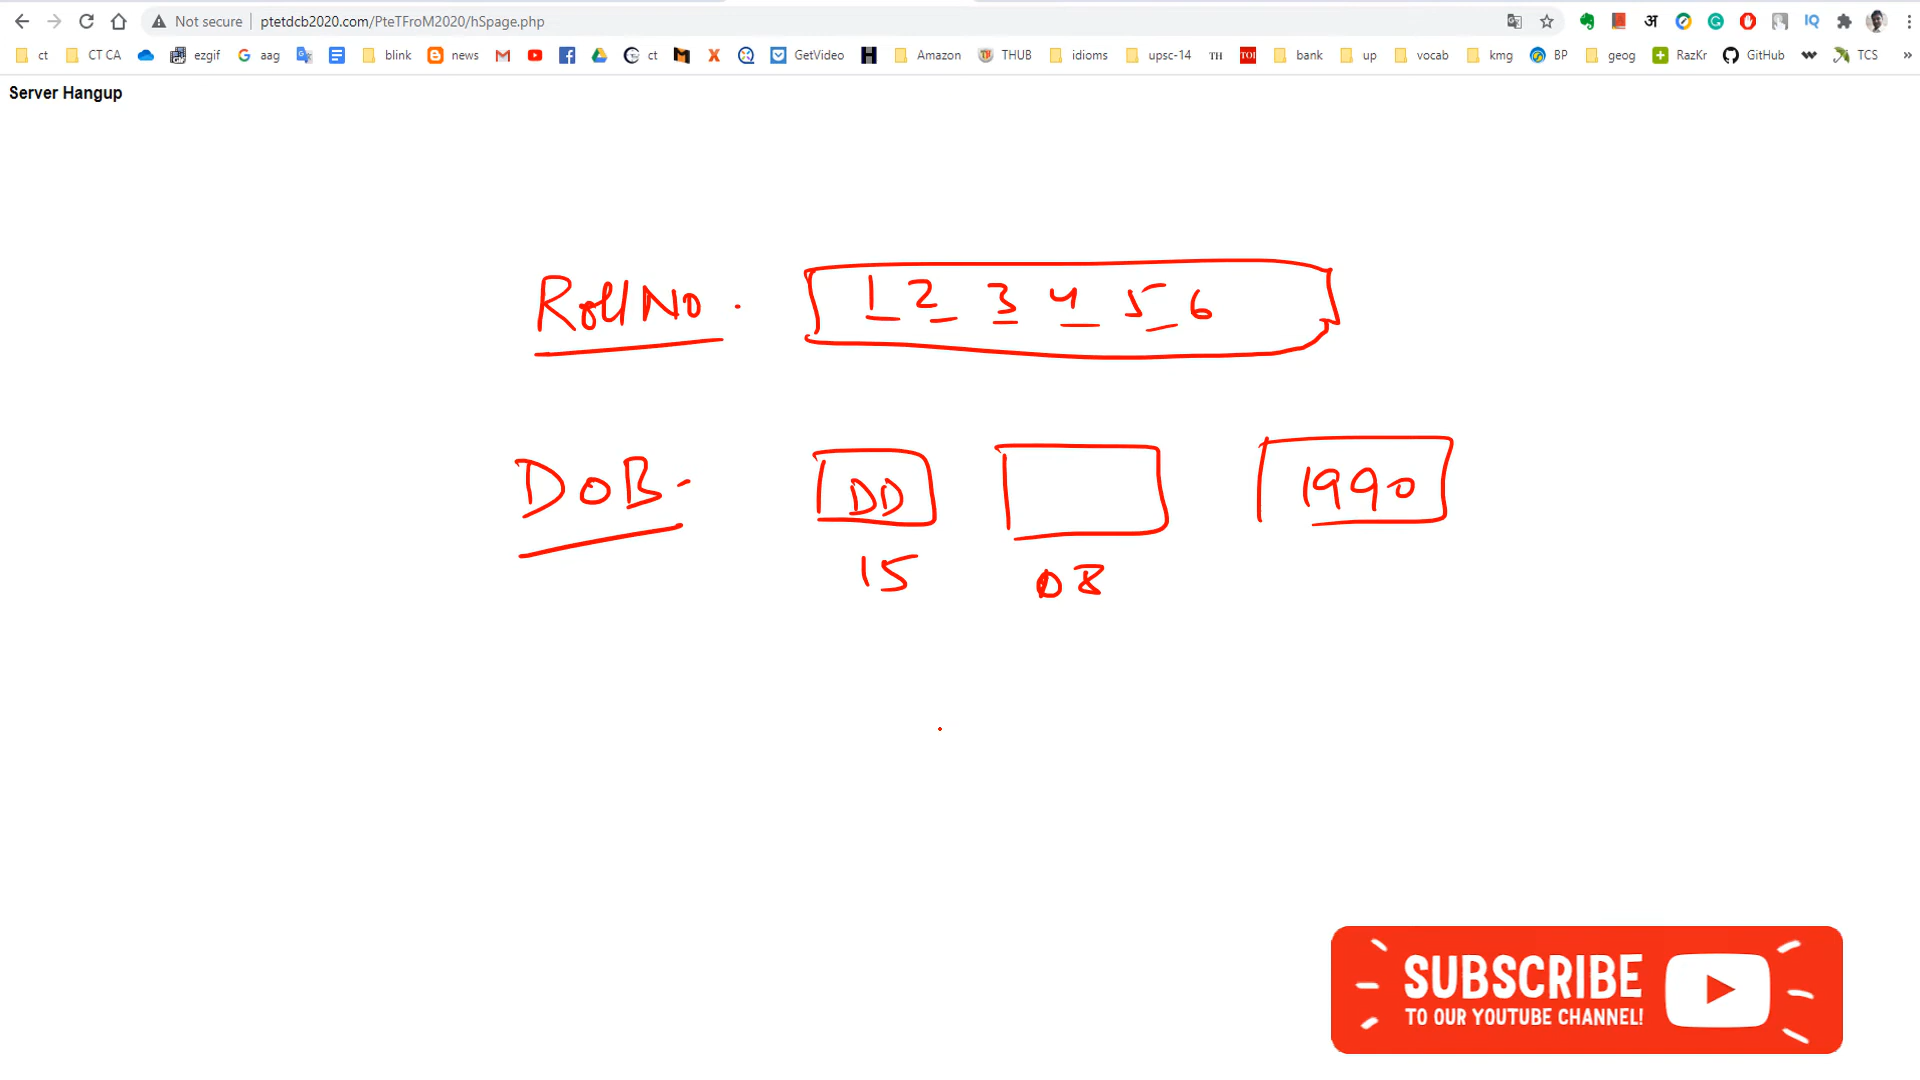 Not secure | ptetdcb2020.com/PteTFroM2020/hSpage.php
ct CT CA ezgif aag blink news ct GetVideo Amazon THUB idioms upsc-14 TH TOI bank up vocab kmg BP geog RazKr GitHub TCS »
Server Hangup
Roll No. 1 2 3 4 5 6
DOB- DD 1990
15 08
SUBSCRIBE
TO OUR YOUTUBE CHANNEL!